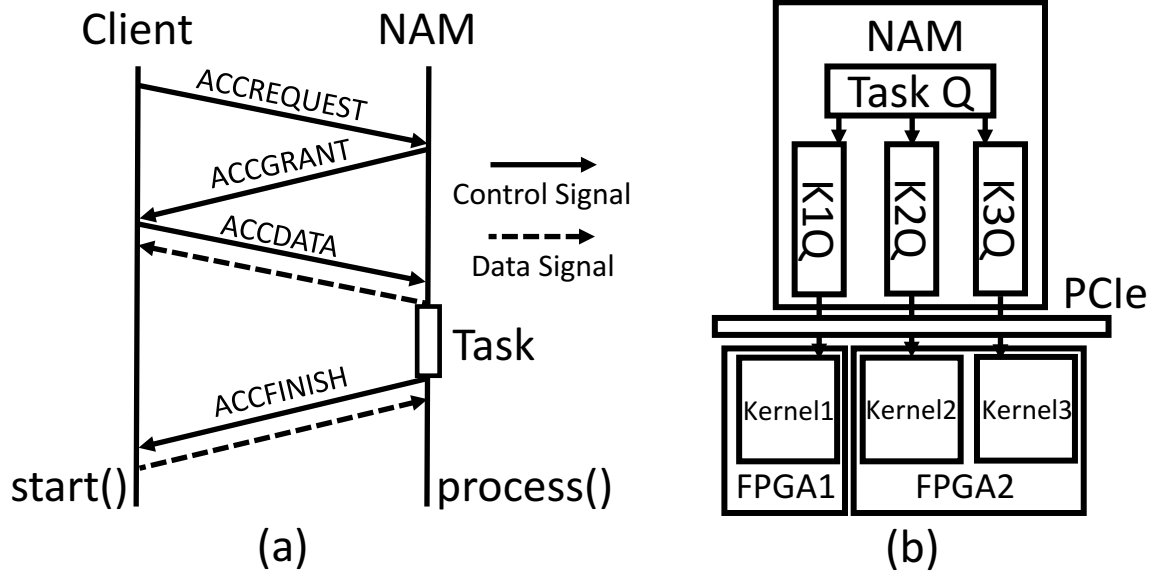 Client
NAM
ACCREQUEST
ACCGRANT
ACCDATA
Control Signal
Data Signal
Task
ACCFINISH
start()
process()
(a)
NAM
Task Q
K1Q
K2Q
K3Q
PCIe
Kernel1
Kernel2
Kernel3
FPGA1
FPGA2
(b)